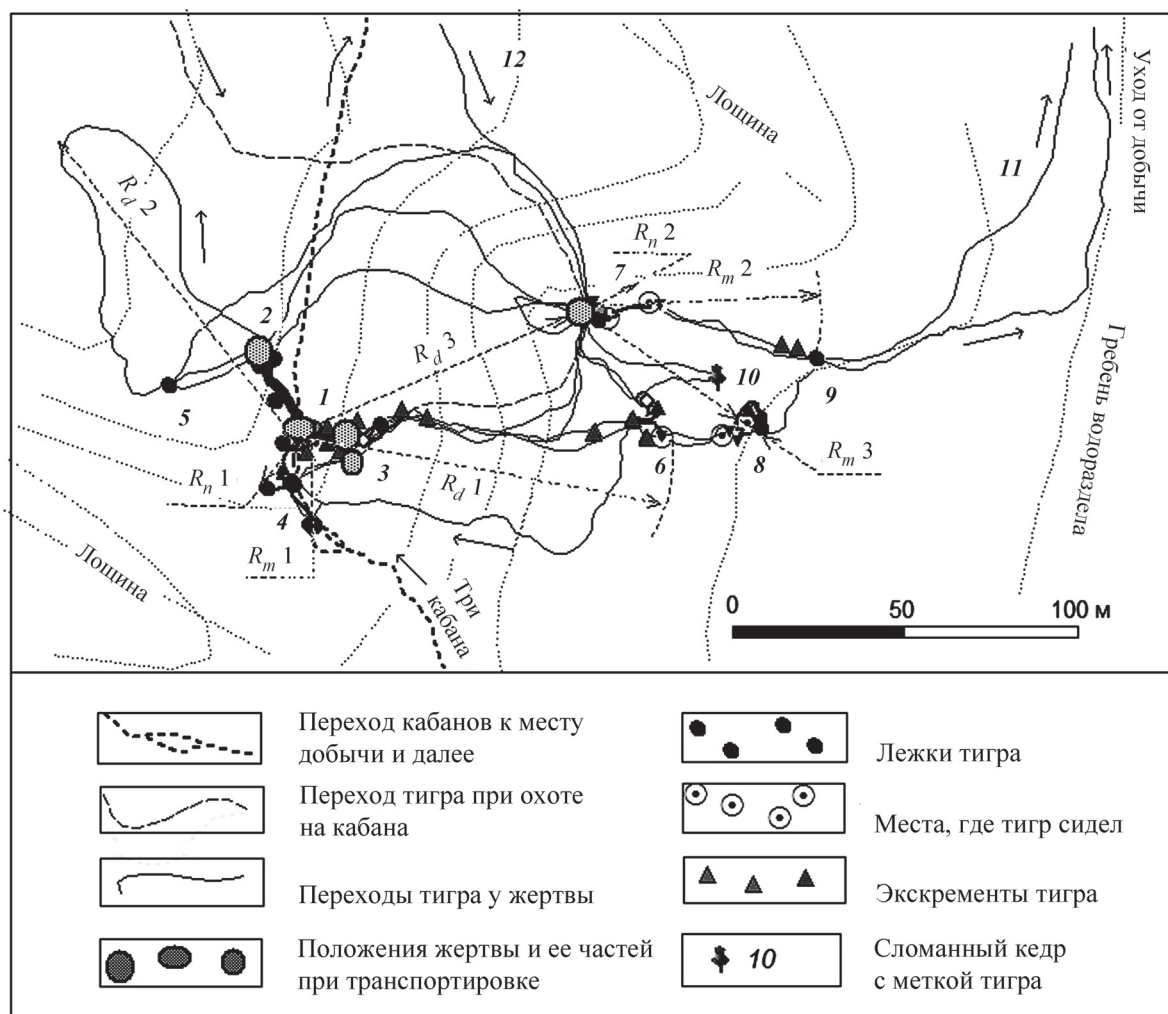 12
Лощина
11
Уход от добычи
R_d 2
R_n 2
7
R_m 2
2
R_d 3
10
9
1
5
Гребень водораздела
6
8
R_m 3
3
R_n 1
R_d 1
4
R_m 1
Лощина
Три
кабана
0 50 100 м
Переход кабанов к месту
добычи и далее
Переход тигра при охоте
на кабана
Переходы тигра у жертвы
Положения жертвы и ее частей
при транспортировке
Лежки тигра
Места, где тигр сидел
Экскременты тигра
10
Сломанный кедр
с меткой тигра